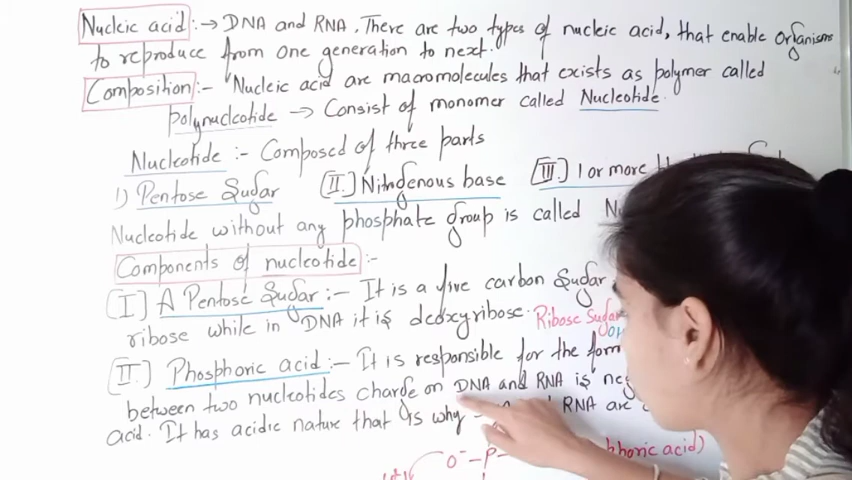 Nucleic acid :→ DNA and RNA. There are two types of nucleic acid, that enable organisms
to reproduce from one generation to next.
Composition :- Nucleic acid are macromolecules that exists as polymer called
polynucleotide → Consist of monomer called Nucleotide.
Nucleotide :- Composed of three parts
1) Pentose Sugar (II.) Nitrogenous base (III.) 1 or more
Nucleotide without any phosphate group is called
Components of nucleotide :-
(I) A Pentose Sugar :- It is a five carbon Sugar
ribose while in DNA it is deoxyribose. Ribose Sugar
OH
(II.) Phosphoric acid :- It is responsible for the form
between two nucleotides charge on DNA and RNA is neg
acid. It has acidic nature that is why RNA are
phoric acid)
O⁻ – P –